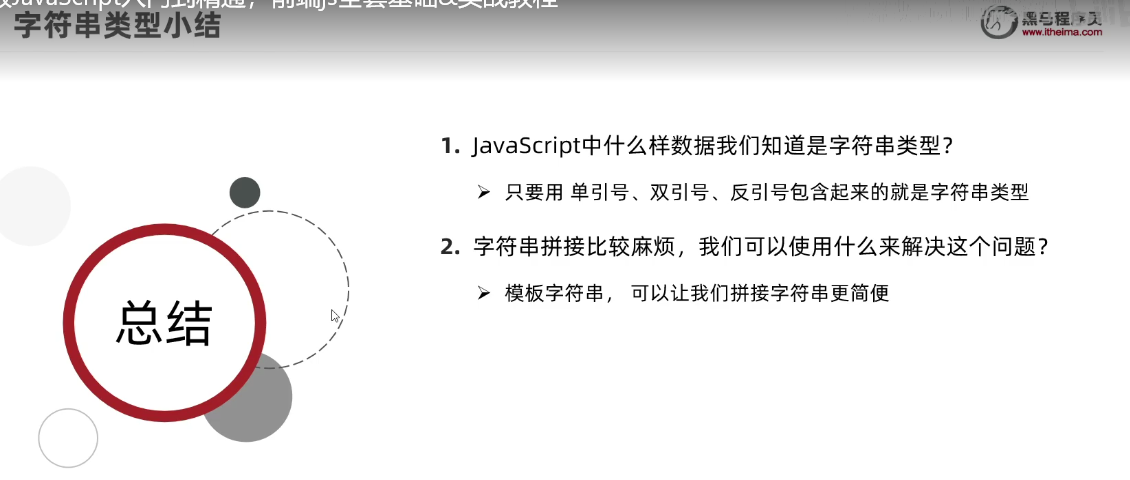 JavaScript入门到精通，前端js全套基础&实战教程
字符串类型小结
黑马程序员
www.itheima.com
1. JavaScript中什么样数据我们知道是字符串类型？
➢ 只要用 单引号、双引号、反引号包含起来的就是字符串类型
2. 字符串拼接比较麻烦，我们可以使用什么来解决这个问题？
➢ 模板字符串， 可以让我们拼接字符串更简便
总结